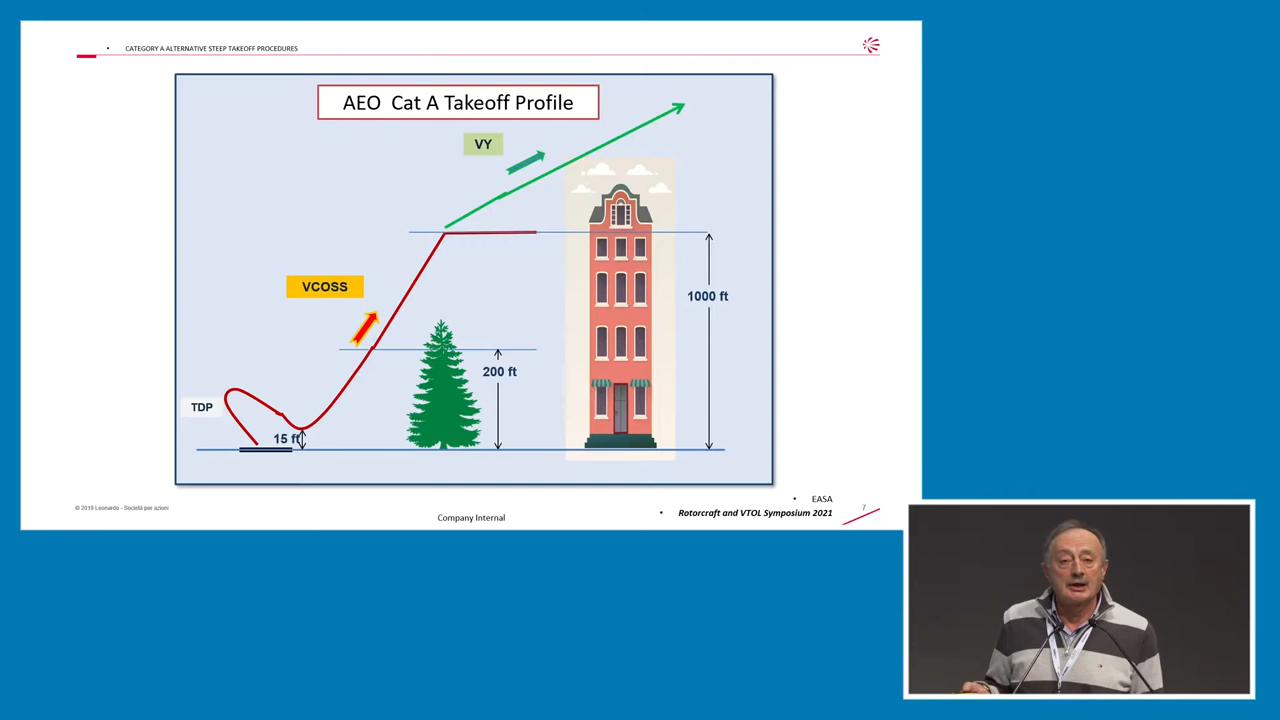 • CATEGORY A ALTERNATIVE STEEP TAKEOFF PROCEDURES
AEO Cat A Takeoff Profile
VY
VCOSS
1000 ft
200 ft
TDP
15 ft
• EASA
© 2019 Leonardo - Società per azioni
Company Internal
• Rotorcraft and VTOL Symposium 2021
7